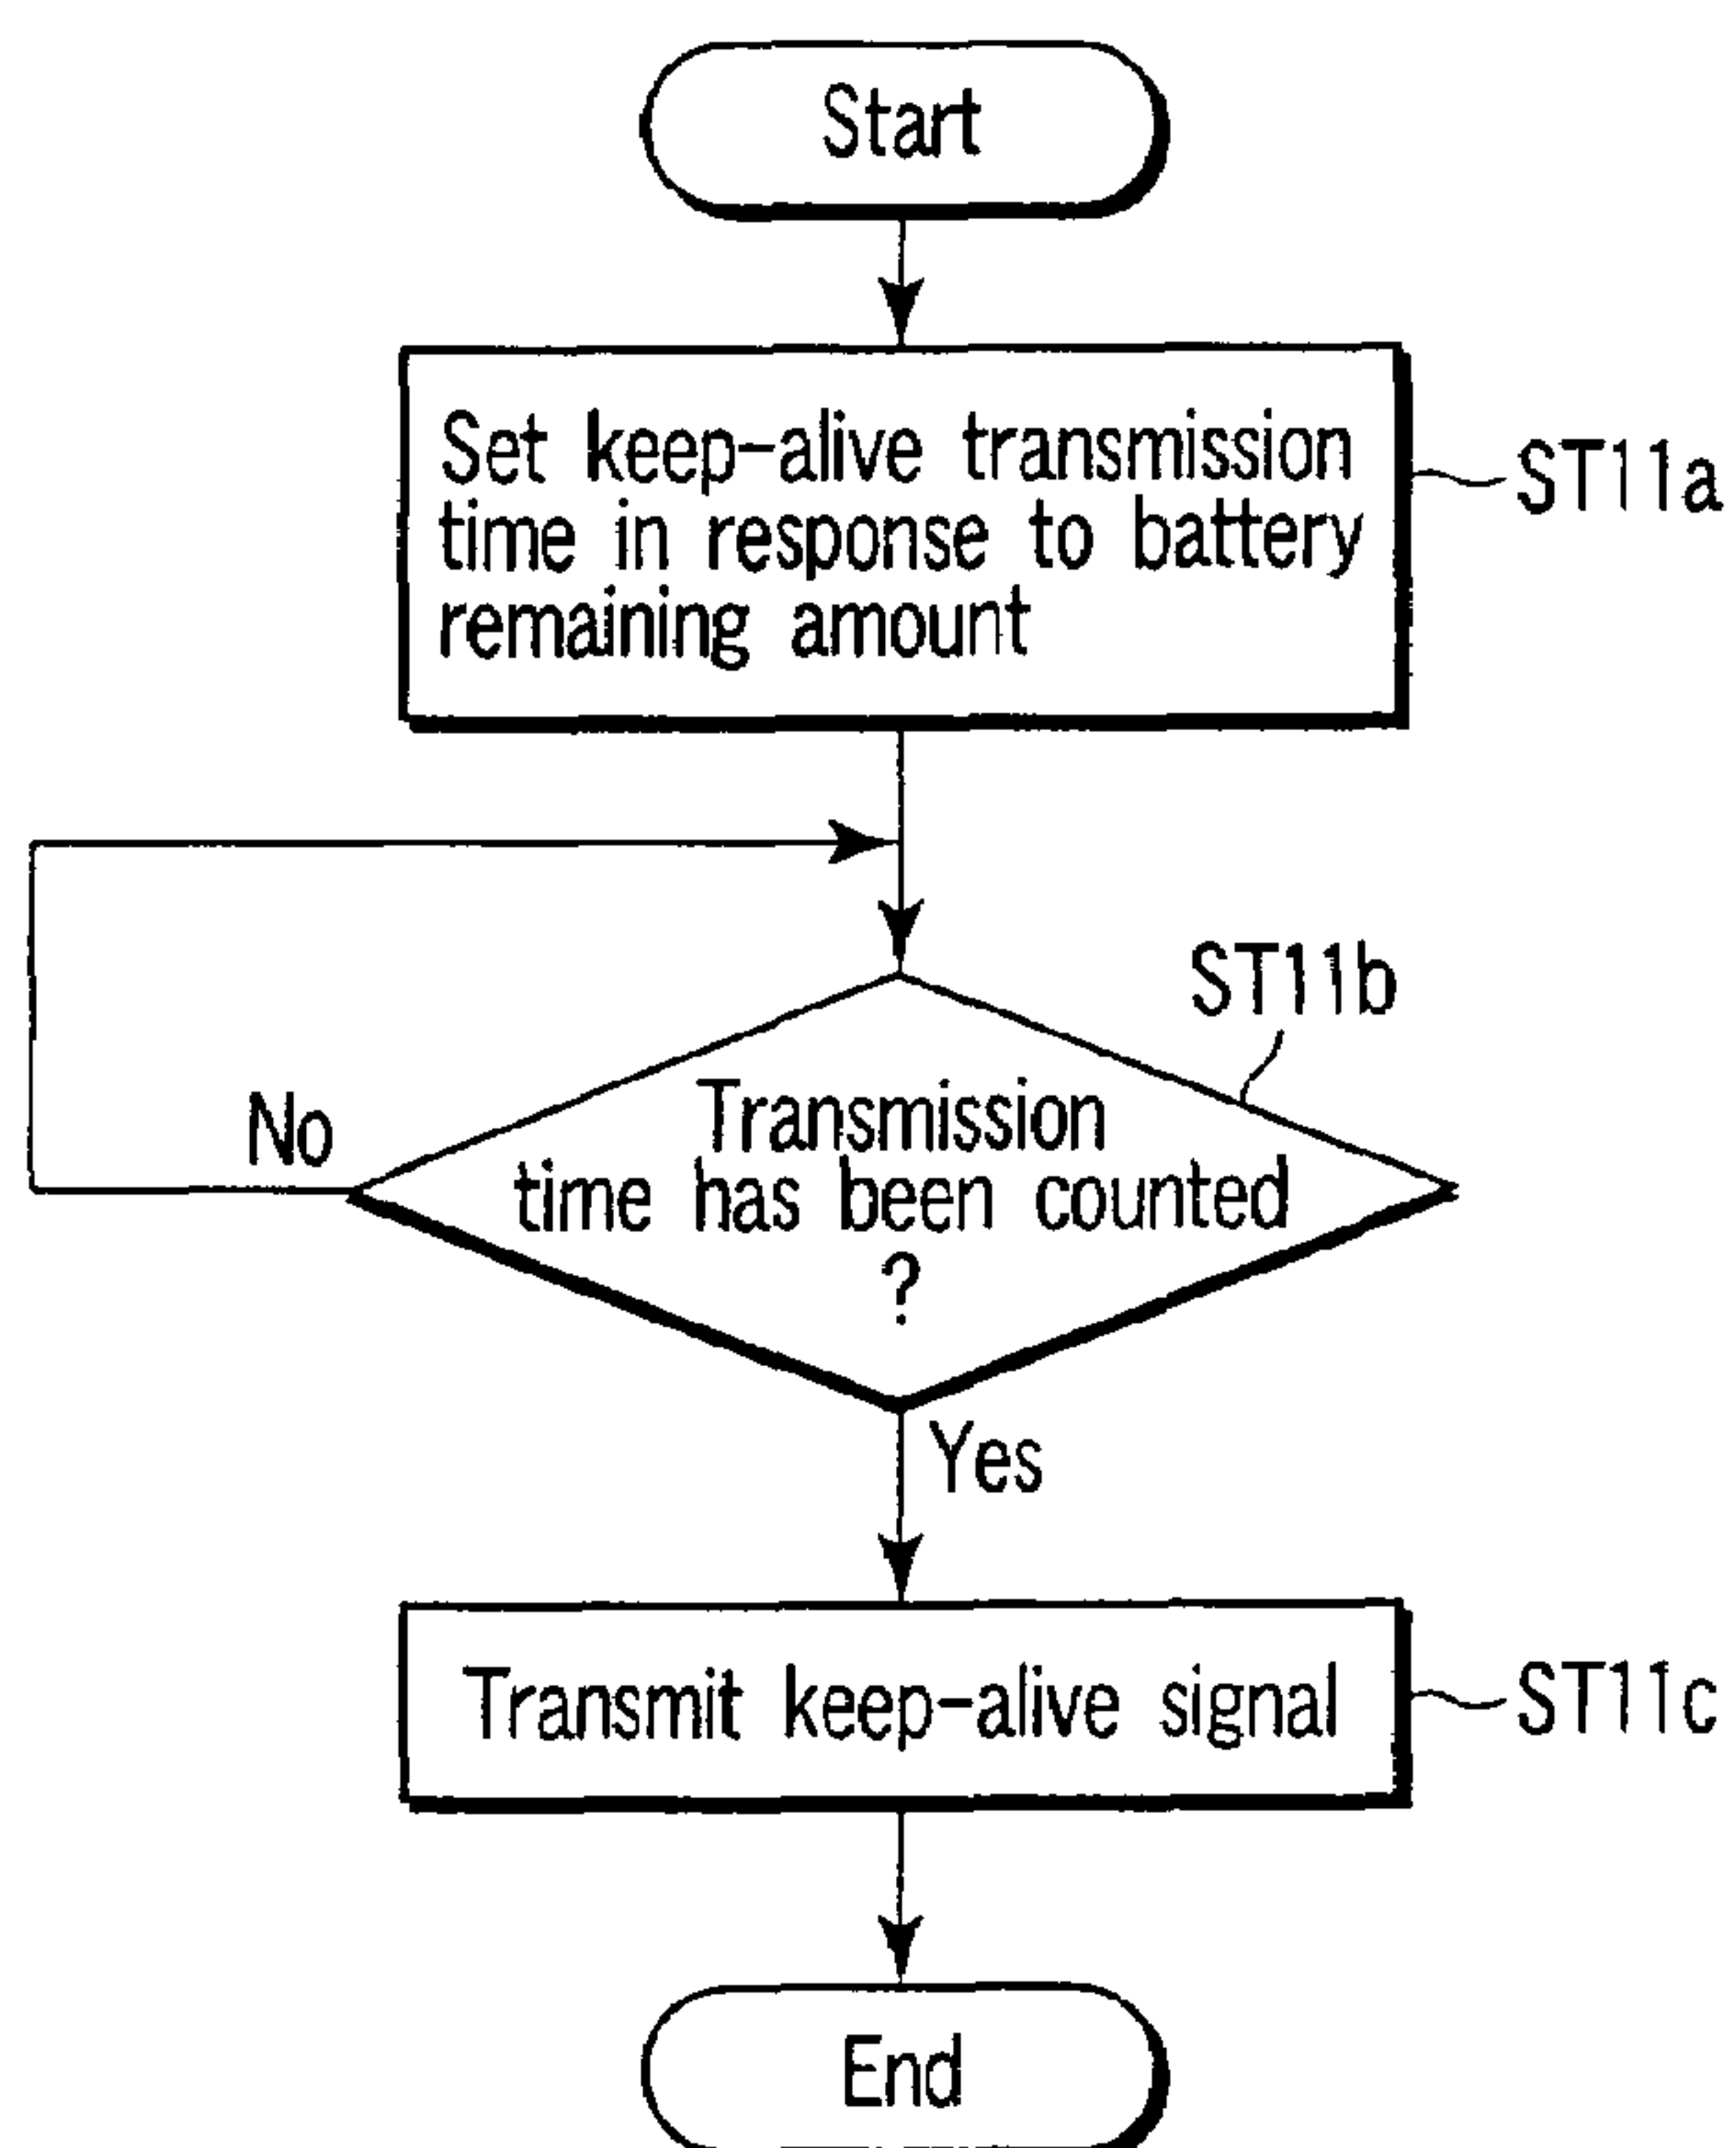 Start
Set keep-alive transmission
time in response to battery
remaining amount
ST11a
ST11b
No
Transmission
time has been counted
?
Yes
Transmit keep-alive signal
ST11c
End